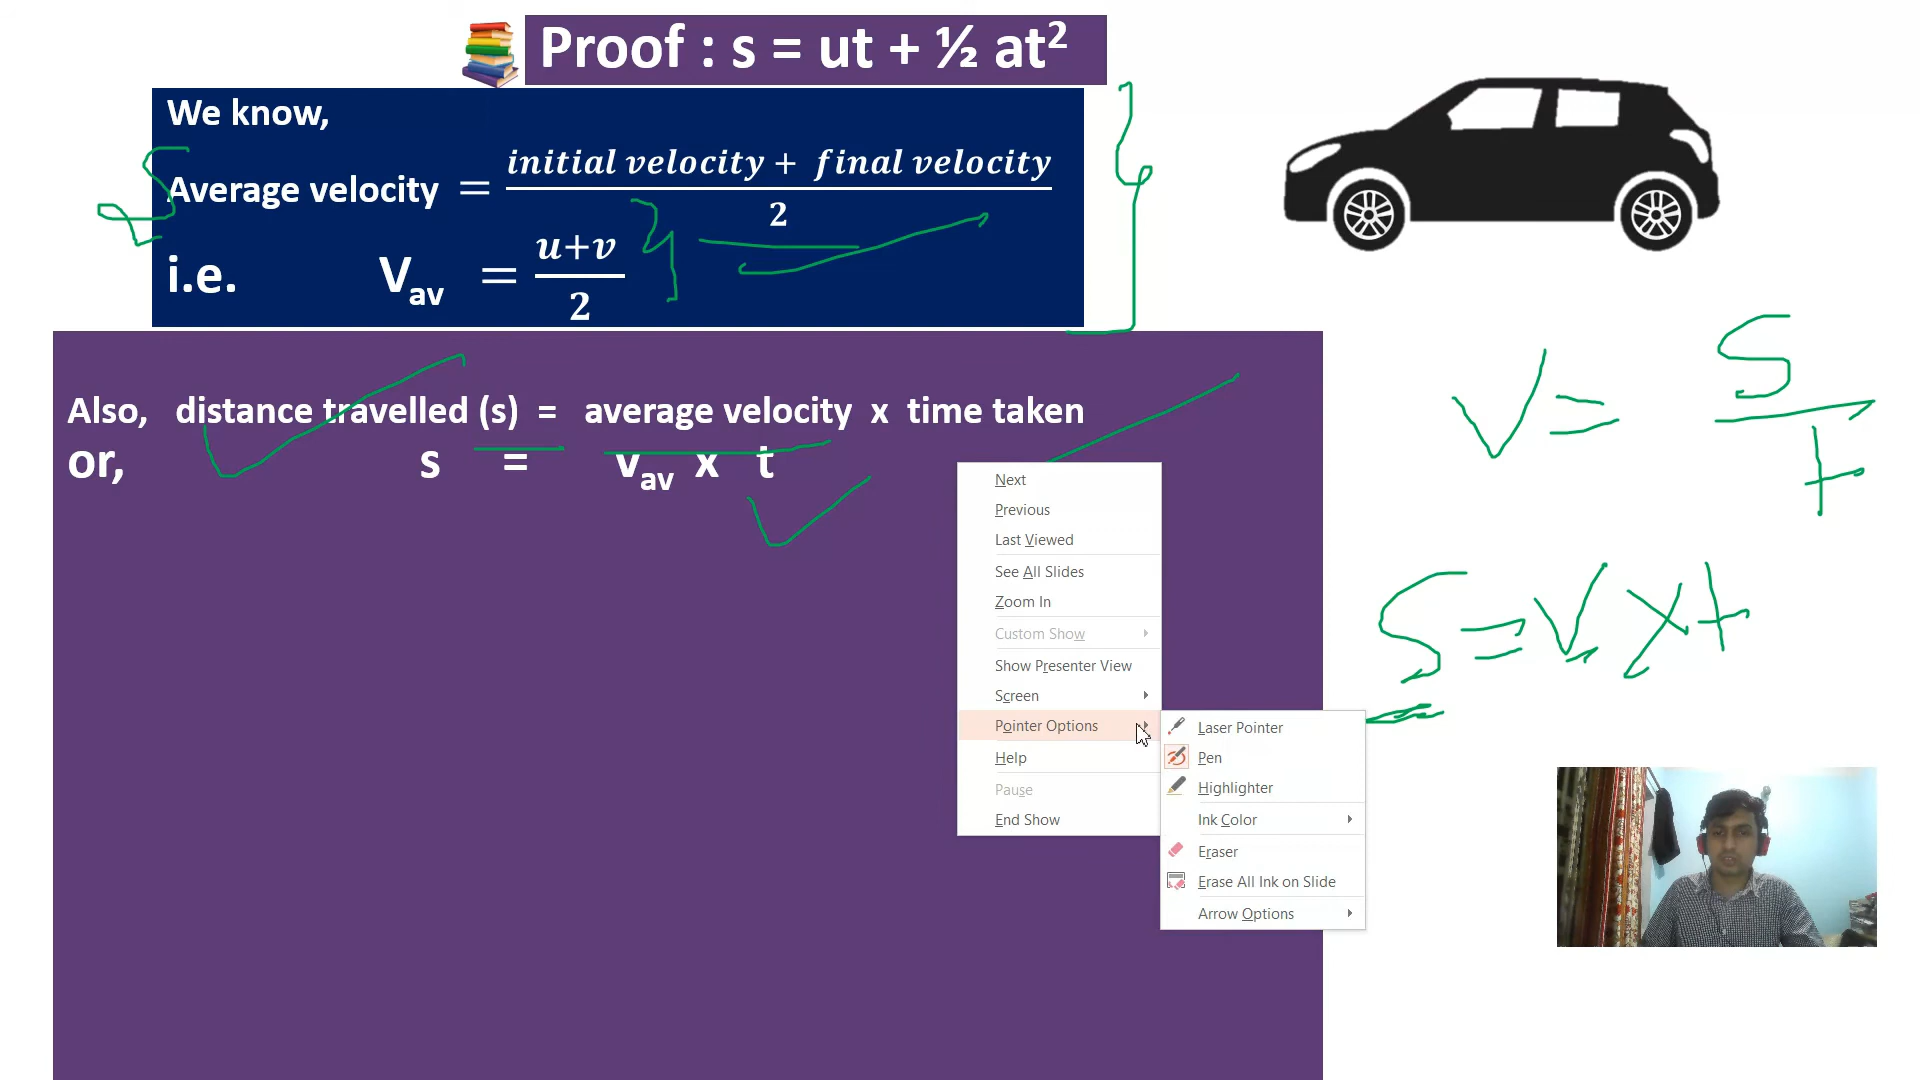 Proof : s = ut + ½ at²
We know,
Average velocity = initial velocity + final velocity / 2
i.e. Vav = u+v / 2
Also, distance travelled (s) = average velocity x time taken
or, s = vav x t
V = S / t
S = V x t
Next
Previous
Last Viewed
See All Slides
Zoom In
Custom Show
Show Presenter View
Screen
Pointer Options
Help
Pause
End Show
Laser Pointer
Pen
Highlighter
Ink Color
Eraser
Erase All Ink on Slide
Arrow Options